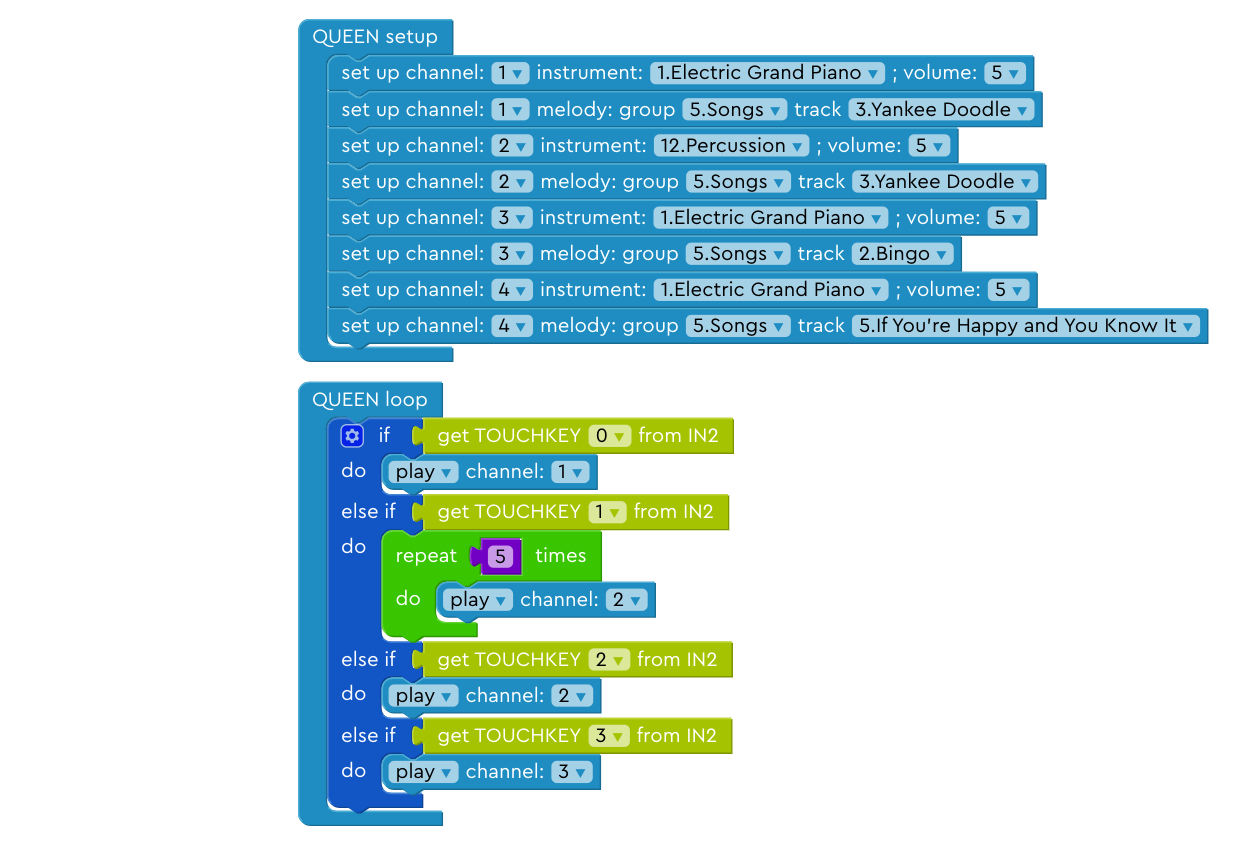 QUEEN setup
set up channel: 1 instrument: 1.Electric Grand Piano ; volume: 5
set up channel: 1 melody: group 5.Songs track 3.Yankee Doodle
set up channel: 2 instrument: 12.Percussion ; volume: 5
set up channel: 2 melody: group 5.Songs track 3.Yankee Doodle
set up channel: 3 instrument: 1.Electric Grand Piano ; volume: 5
set up channel: 3 melody: group 5.Songs track 2.Bingo
set up channel: 4 instrument: 1.Electric Grand Piano ; volume: 5
set up channel: 4 melody: group 5.Songs track 5.If You're Happy and You Know It
QUEEN loop
if get TOUCHKEY 0 from IN2
do play channel: 1
else if get TOUCHKEY 1 from IN2
do repeat 5 times
do play channel: 2
else if get TOUCHKEY 2 from IN2
do play channel: 2
else if get TOUCHKEY 3 from IN2
do play channel: 3